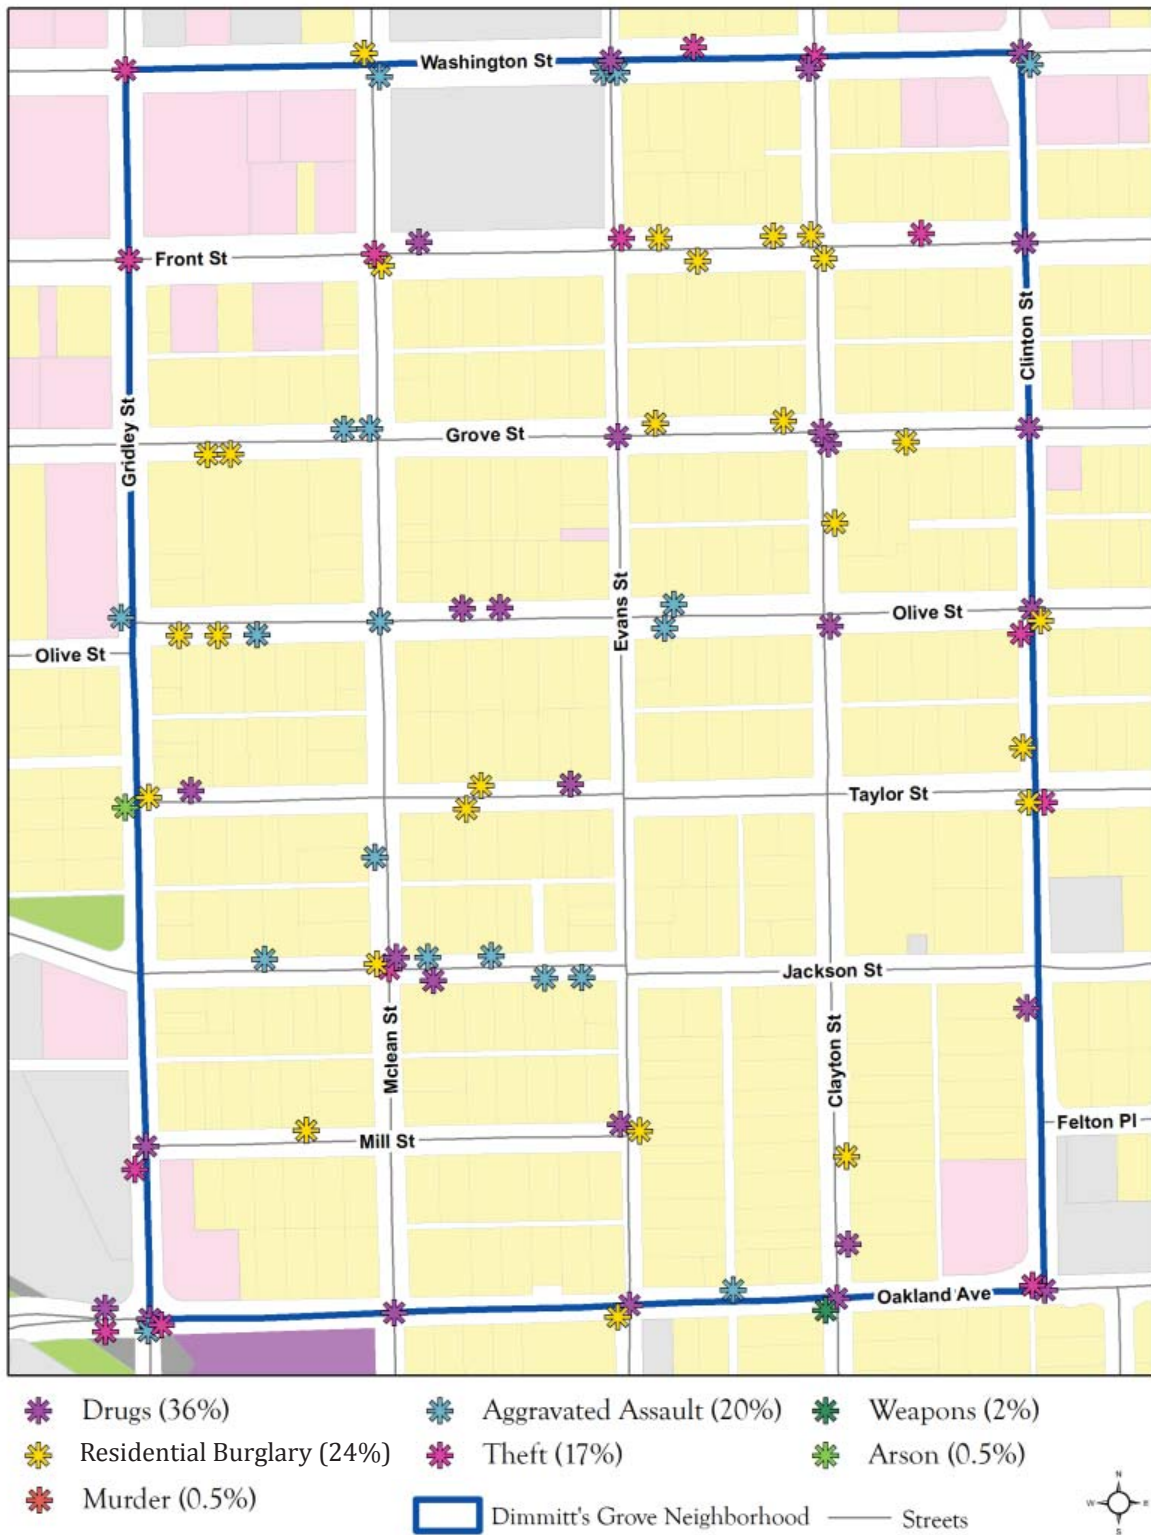 Washington St
Front St
Clinton St
Gridley St
Grove St
Evans St
Olive St
Olive St
Taylor St
Jackson St
Mclean St
Clayton St
Felton Pl
Mill St
Oakland Ave
Drugs (36%)
Aggravated Assault (20%)
Weapons (2%)
Residential Burglary (24%)
Theft (17%)
Arson (0.5%)
Murder (0.5%)
Dimmitt's Grove Neighborhood
Streets
N
W E
S